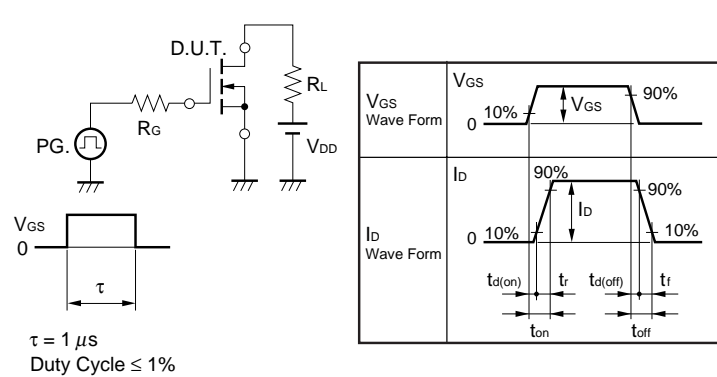 D.U.T.
RL
RG
PG.
VDD
VGS
0
τ
τ = 1 μs
Duty Cycle ≤ 1%
VGS
Wave Form
VGS
10%
0
VGS
90%
ID
Wave Form
ID
90%
90%
ID
0
10%
10%
td(on)
tr
td(off)
tf
ton
toff